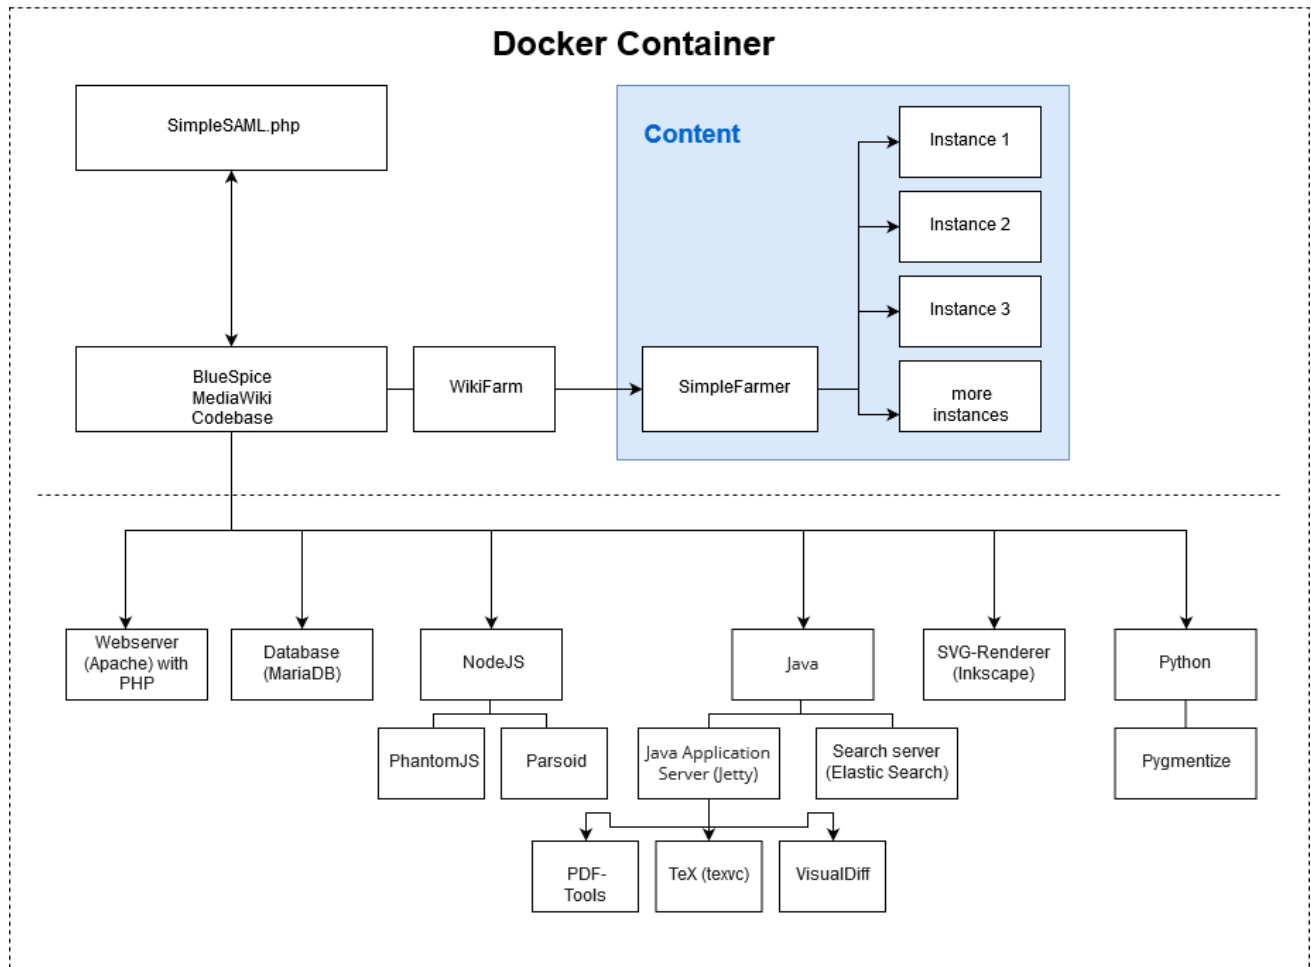 Docker Container
SimpleSAML.php
Content
Instance 1
Instance 2
Instance 3
more
instances
BlueSpice
MediaWiki
Codebase
WikiFarm
SimpleFarmer
Webserver
(Apache) with
PHP
Database
(MariaDB)
NodeJS
Java
SVG-Renderer
(Inkscape)
Python
PhantomJS
Parsoid
Java Application
Server (Jetty)
Search server
(Elastic Search)
Pygmentize
PDF-
Tools
TeX (texvc)
VisualDiff